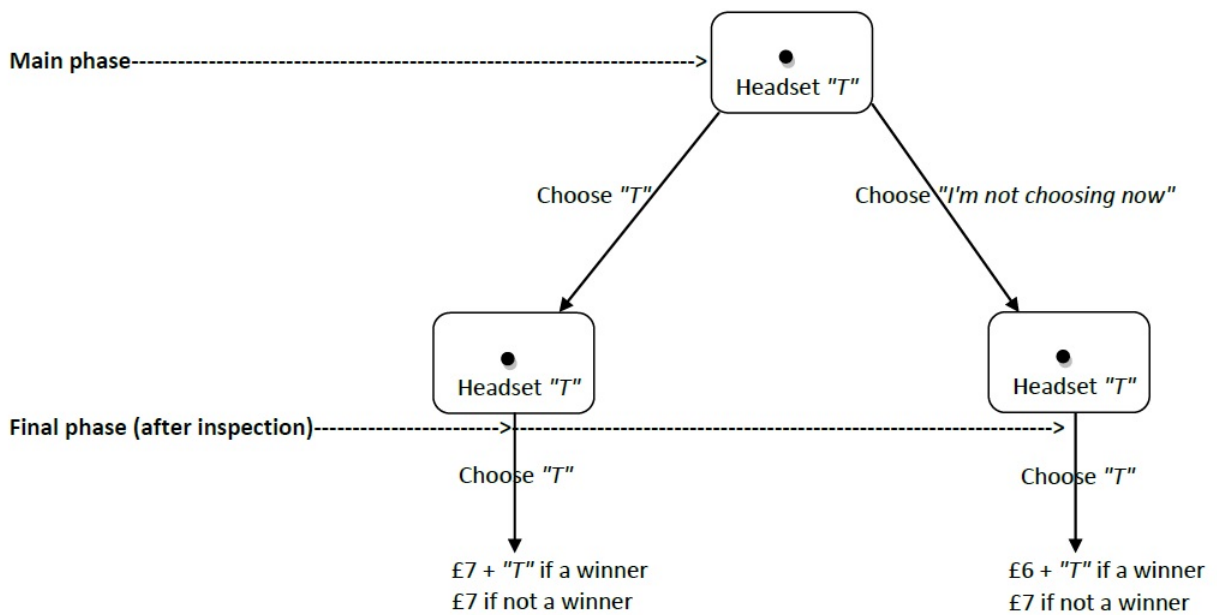 Main phase----------------------------------------------------------->
Headset "T"
Choose "T"
Choose "I'm not choosing now"
Headset "T"
Headset "T"
Final phase (after inspection)----------------------->------------------------------------------------------------------->
Choose "T"
Choose "T"
£7 + "T" if a winner
£7 if not a winner
£6 + "T" if a winner
£7 if not a winner